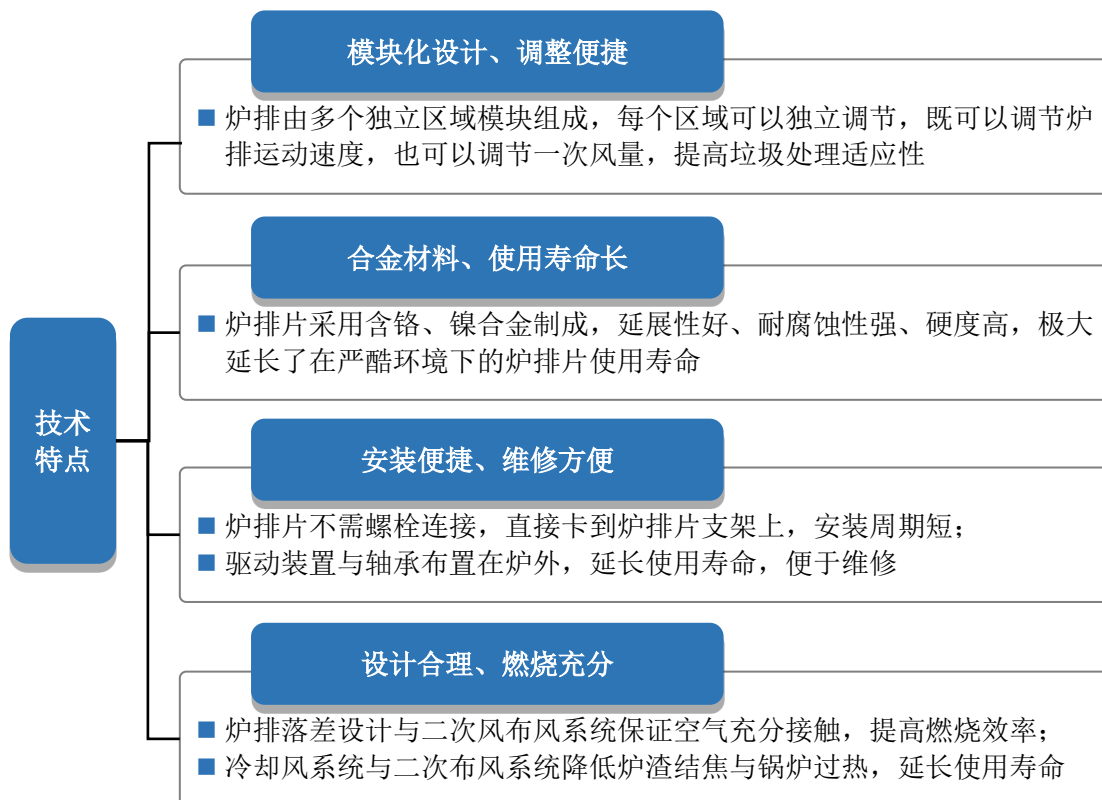 模块化设计、调整便捷
■ 炉排由多个独立区域模块组成，每个区域可以独立调节，既可以调节炉
排运动速度，也可以调节一次风量，提高垃圾处理适应性
合金材料、使用寿命长
■ 炉排片采用含铬、镍合金制成，延展性好、耐腐蚀性强、硬度高，极大
延长了在严酷环境下的炉排片使用寿命
技术
特点
安装便捷、维修方便
■ 炉排片不需螺栓连接，直接卡到炉排片支架上，安装周期短；
■ 驱动装置与轴承布置在炉外，延长使用寿命，便于维修
设计合理、燃烧充分
■ 炉排落差设计与二次风布风系统保证空气充分接触，提高燃烧效率；
■ 冷却风系统与二次布风系统降低炉渣结焦与锅炉过热，延长使用寿命